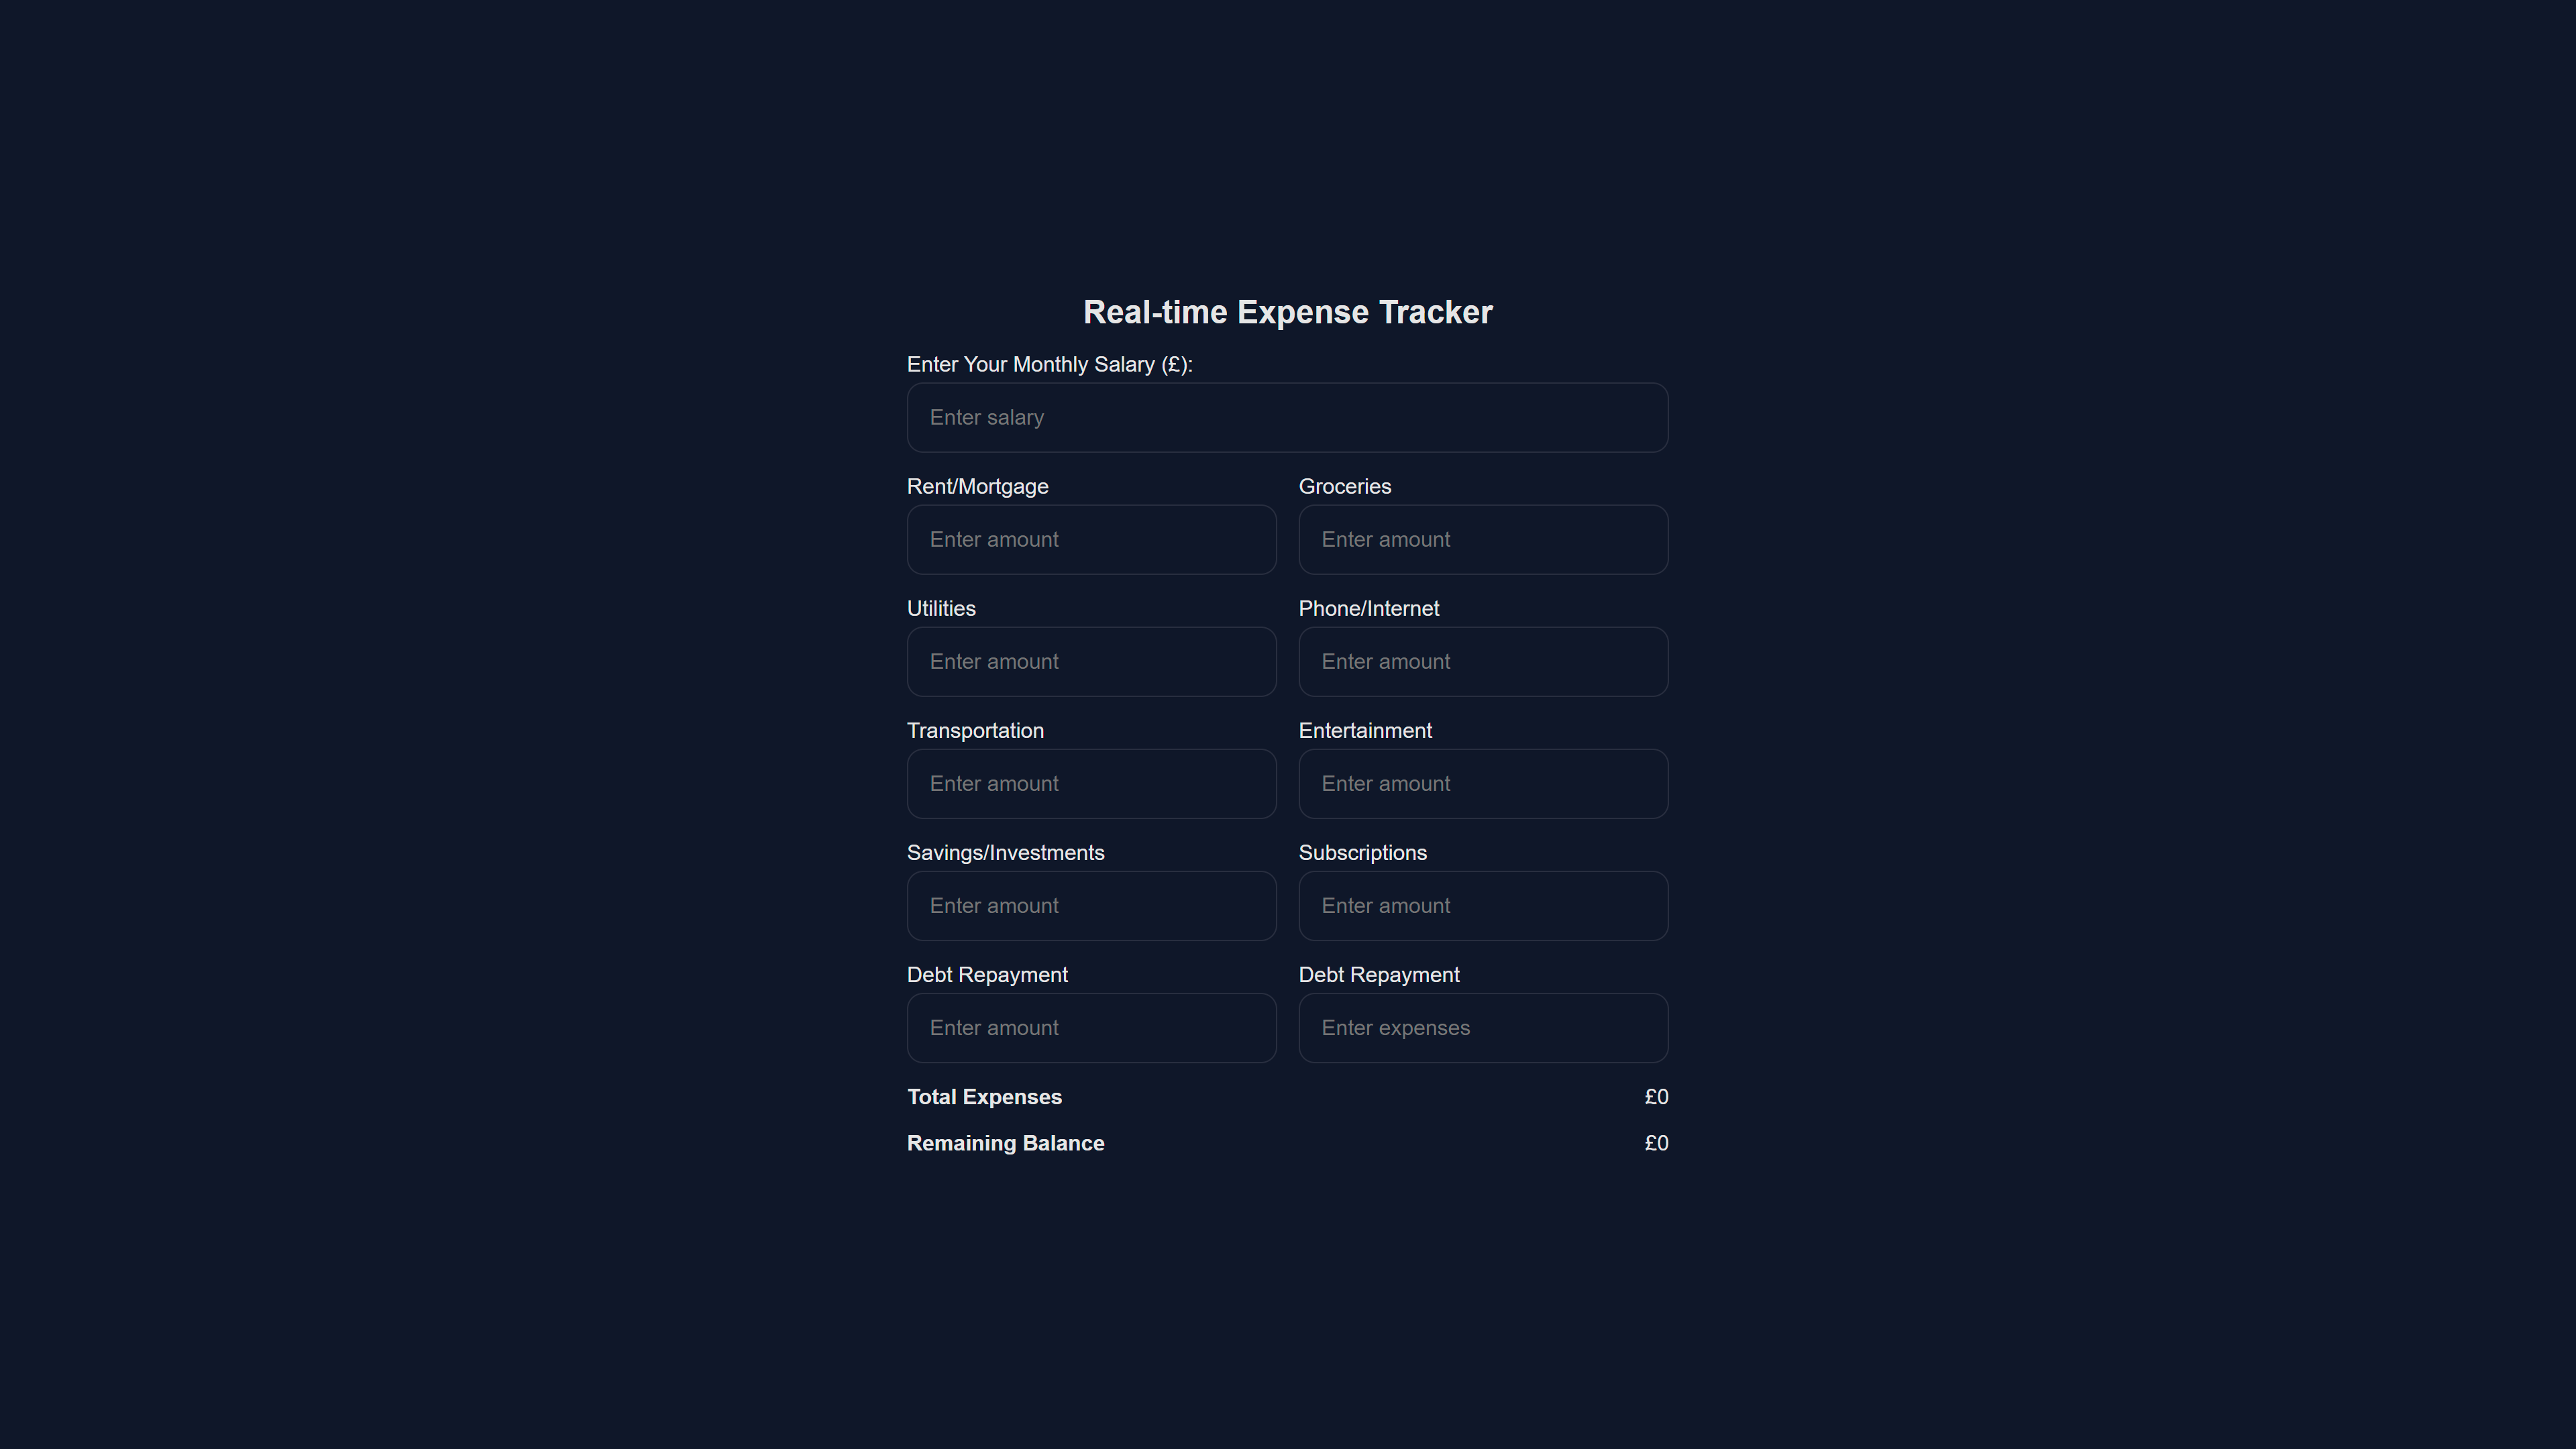 Real-time Expense Tracker
Enter Your Monthly Salary (£):
Enter salary
Rent/Mortgage
Groceries
Enter amount
Enter amount
Utilities
Phone/Internet
Enter amount
Enter amount
Transportation
Entertainment
Enter amount
Enter amount
Savings/Investments
Subscriptions
Enter amount
Enter amount
Debt Repayment
Debt Repayment
Enter amount
Enter expenses
Total Expenses £0
Remaining Balance £0